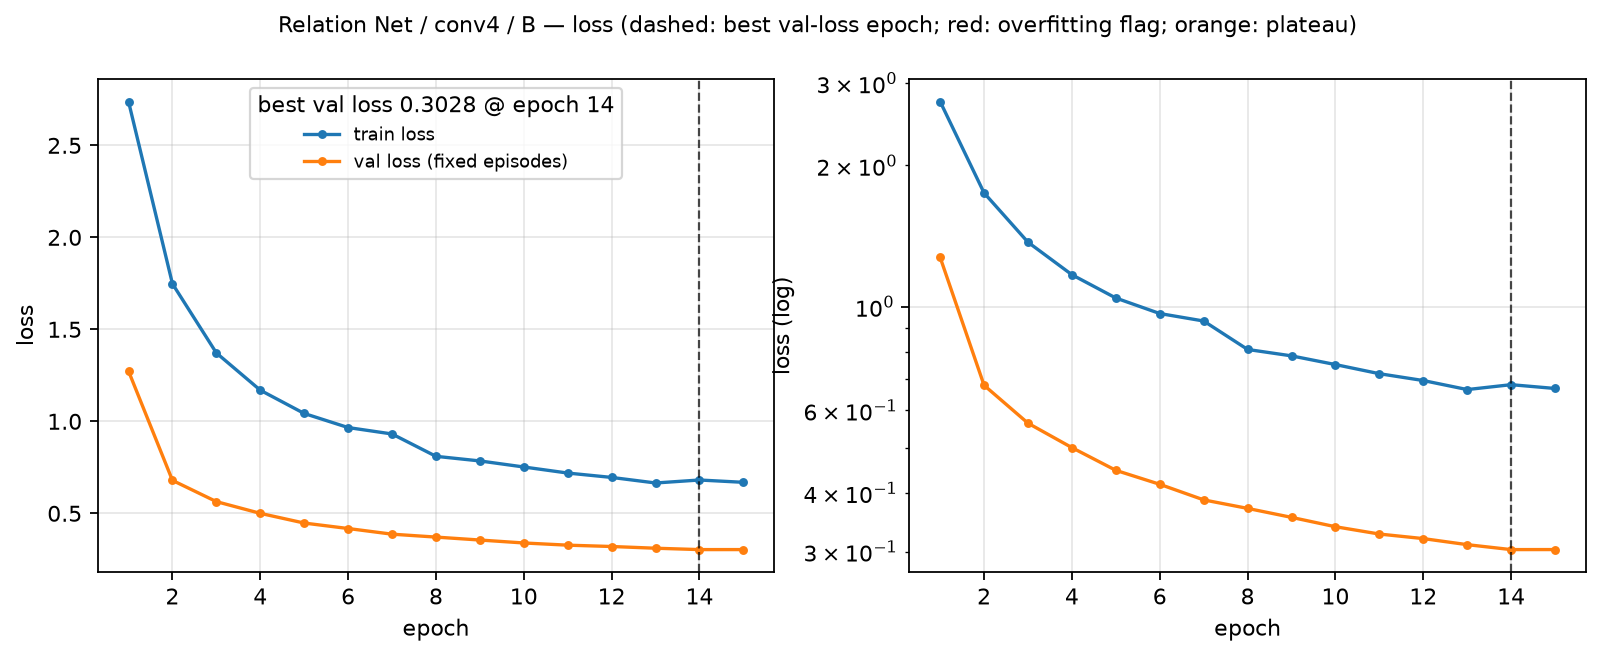 Relation Net / conv4 / B — loss (dashed: best val-loss epoch; red: overfitting flag; orange: plateau)
best val loss 0.3028 @ epoch 14
train loss
val loss (fixed episodes)
loss
2.5
2.0
1.5
1.0
0.5
2 4 6 8 10 12 14
epoch
loss (log)
3 × 10⁰
2 × 10⁰
10⁰
6 × 10⁻¹
4 × 10⁻¹
3 × 10⁻¹
2 4 6 8 10 12 14
epoch